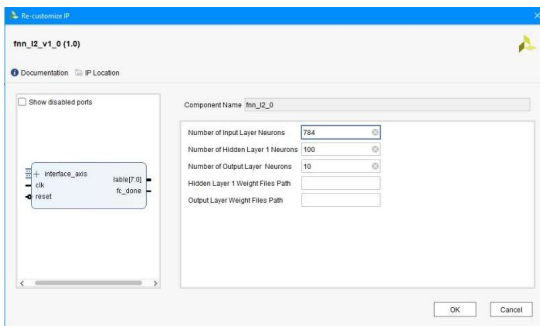 Re-customize IP
fnn_l2_v1_0 (1.0)
Documentation IP Location
Show disabled ports
Component Name fnn_l2_0
Number of Input Layer Neurons 784
Number of Hidden Layer 1 Neurons 100
Number of Output Layer Neurons 10
Hidden Layer 1 Weight Files Path
Output Layer Weight Files Path
interface_axis
clk
reset
lable[7:0]
fc_done
OK Cancel